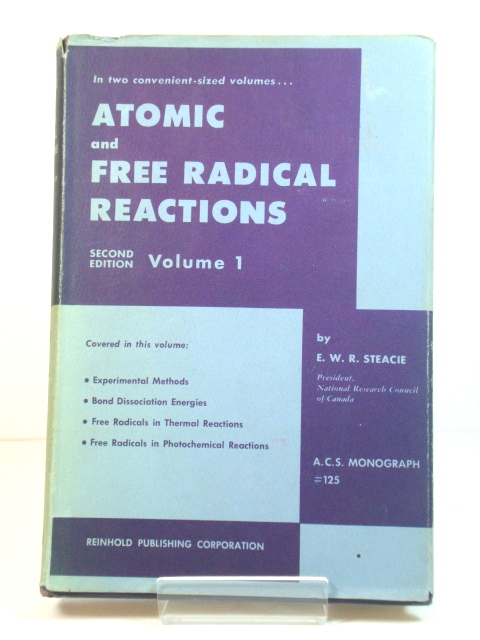 In two convenient-sized volumes...
ATOMIC
and
FREE RADICAL
REACTIONS
SECOND
EDITION Volume 1
Covered in this volume:
• Experimental Methods
• Bond Dissociation Energies
• Free Radicals in Thermal Reactions
• Free Radicals in Photochemical Reactions
by
E. W. R. STEACIE
President,
National Research Council
of Canada
A.C.S. MONOGRAPH
#125
REINHOLD PUBLISHING CORPORATION